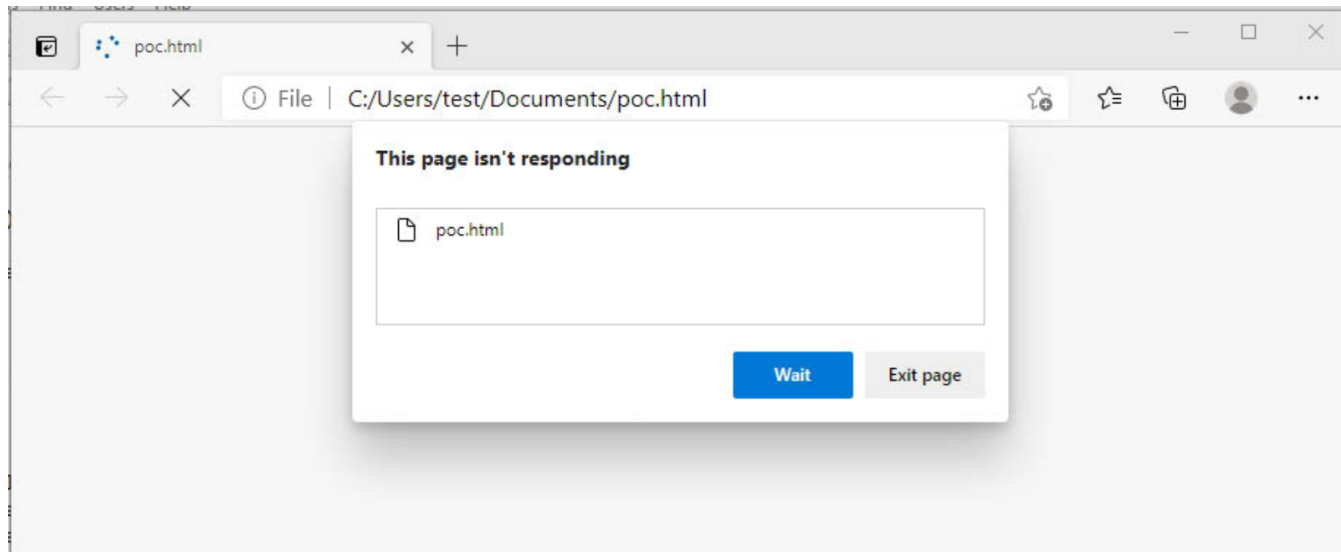 poc.html
File | C:/Users/test/Documents/poc.html
This page isn't responding
poc.html
Wait Exit page